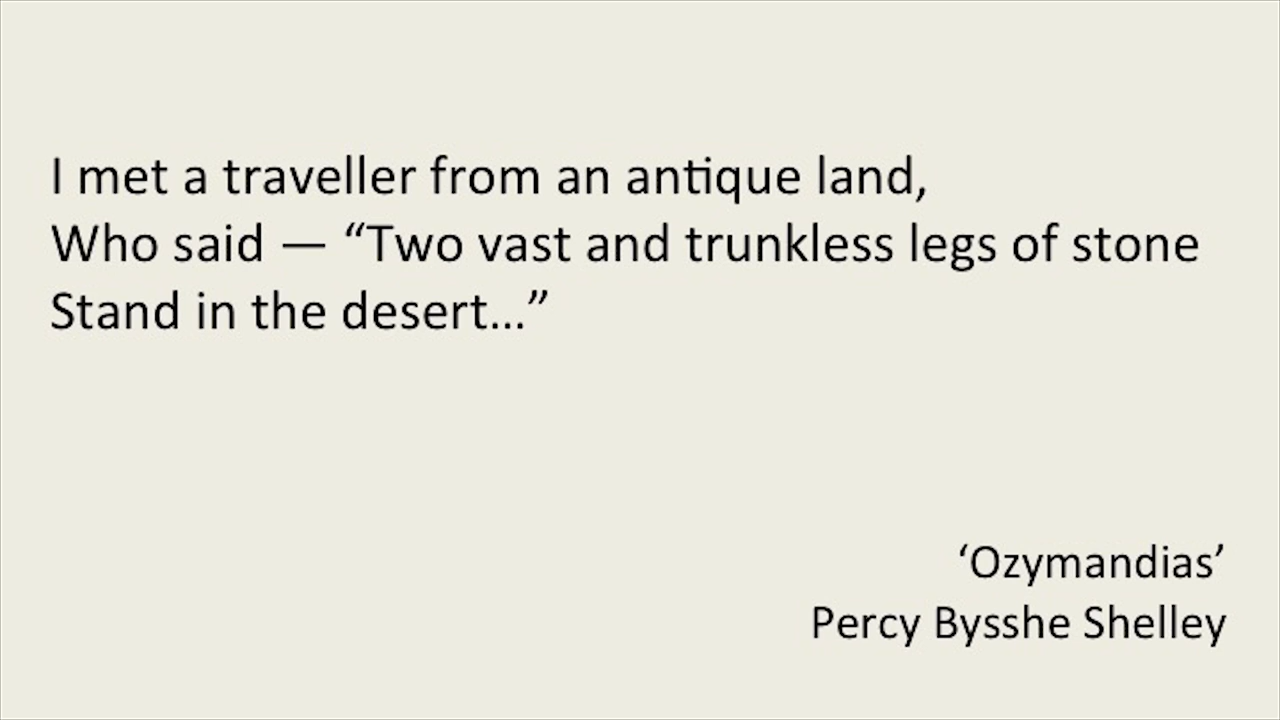 I met a traveller from an antique land,
Who said — “Two vast and trunkless legs of stone
Stand in the desert…”
‘Ozymandias’
Percy Bysshe Shelley